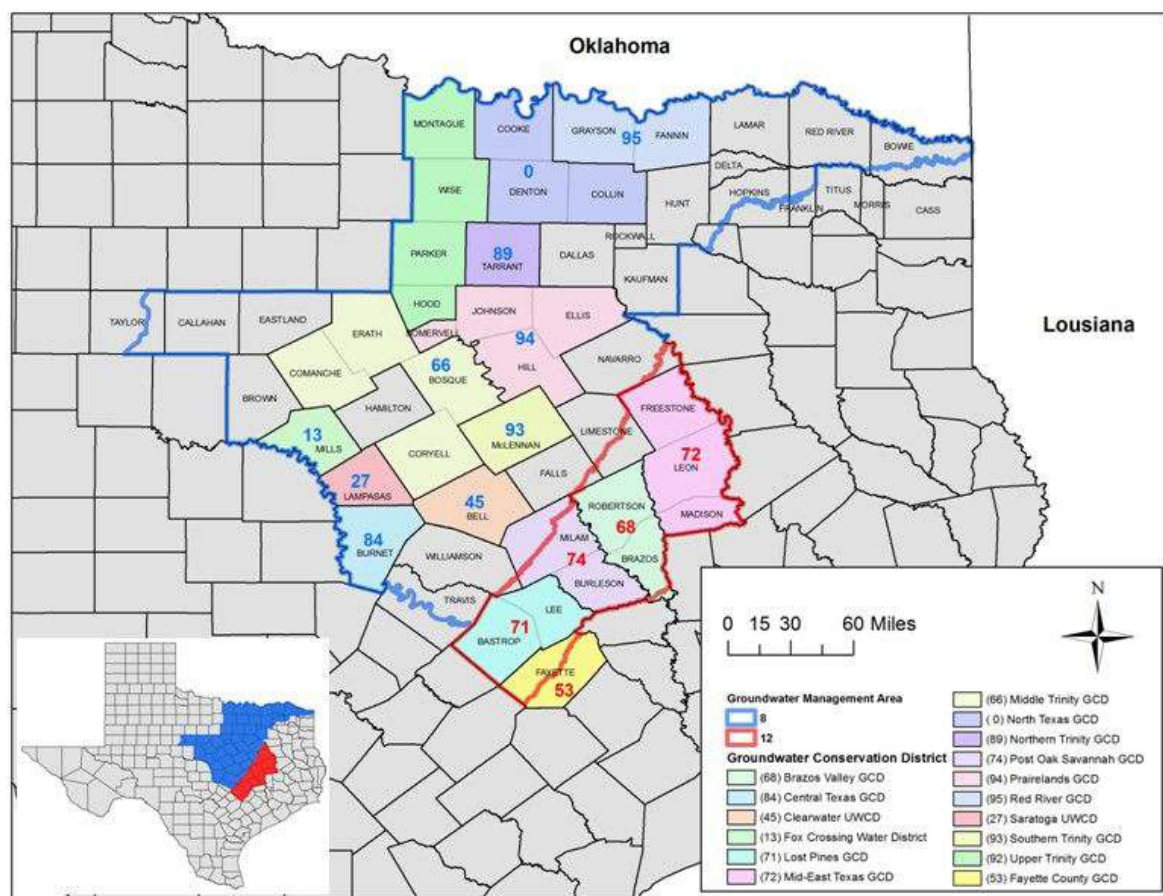 Oklahoma
MONTAGUE
COOKE
GRAYSON
95
FANNIN
LAMAR
RED RIVER
BOWIE
DELTA
WISE
0
DENTON
COLLIN
HUNT
HOPKINS
FRANKLIN
TITUS
MORRIS
CASS
ROCKWALL
PARKER
89
TARRANT
DALLAS
KAUFMAN
HOOD
JOHNSON
ELLIS
TAYLOR
CALLAHAN
EASTLAND
ERATH
SOMERVELL
94
HILL
NAVARRO
Lousiana
COMANCHE
66
BOSQUE
BROWN
HAMILTON
FREESTONE
13
MILLS
93
McLENNAN
LIMESTONE
CORYELL
72
LEON
27
LAMPASAS
FALLS
45
BELL
ROBERTSON
MADISON
84
BURNET
WILLIAMSON
MILAM
68
74
BRAZOS
BURLESON
TRAVIS
LEE
71
BASTROP
FAYETTE
53
N
0 15 30 60 Miles
Groundwater Management Area
8
12
Groundwater Conservation District
(68) Brazos Valley GCD
(84) Central Texas GCD
(45) Clearwater UWCD
(13) Fox Crossing Water District
(71) Lost Pines GCD
(72) Mid-East Texas GCD
(66) Middle Trinity GCD
( 0) North Texas GCD
(89) Northern Trinity GCD
(74) Post Oak Savannah GCD
(94) Prairelands GCD
(95) Red River GCD
(27) Saratoga UWCD
(93) Southern Trinity GCD
(92) Upper Trinity GCD
(53) Fayette County GCD